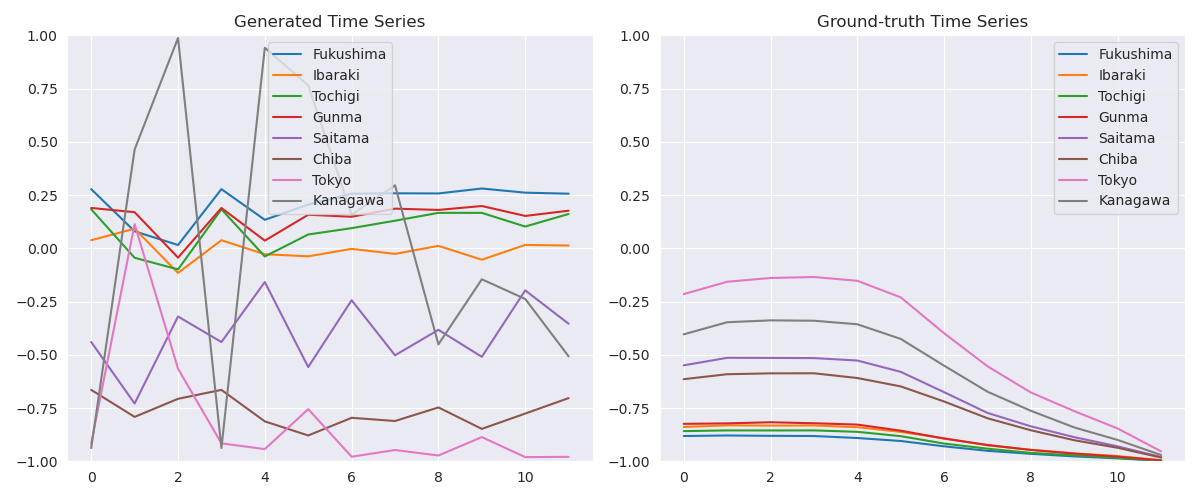 Generated Time Series
1.00
0.75
0.50
0.25
0.00
−0.25
−0.50
−0.75
−1.00
0 2 4 6 8 10
Fukushima
Ibaraki
Tochigi
Gunma
Saitama
Chiba
Tokyo
Kanagawa
Ground-truth Time Series
1.00
0.75
0.50
0.25
0.00
−0.25
−0.50
−0.75
−1.00
0 2 4 6 8 10
Fukushima
Ibaraki
Tochigi
Gunma
Saitama
Chiba
Tokyo
Kanagawa